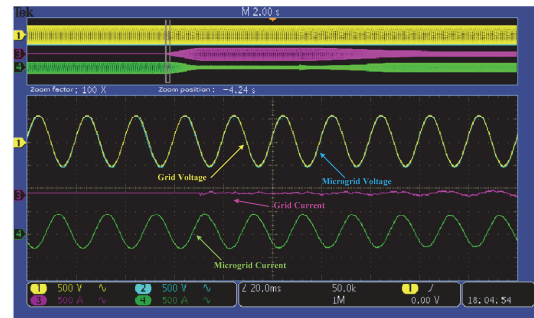 Tek
M 2.00 s
1
3
4
Zoom factor: 100 X
Zoom position: -4.24 s
1
Grid Voltage
Microgrid Voltage
3
Grid Current
4
Microgrid Current
1 500 V
2 500 V
Z 20.0ms
50.0k
1
3 500 A
4 500 A
1M
0.00 V
18:04:54